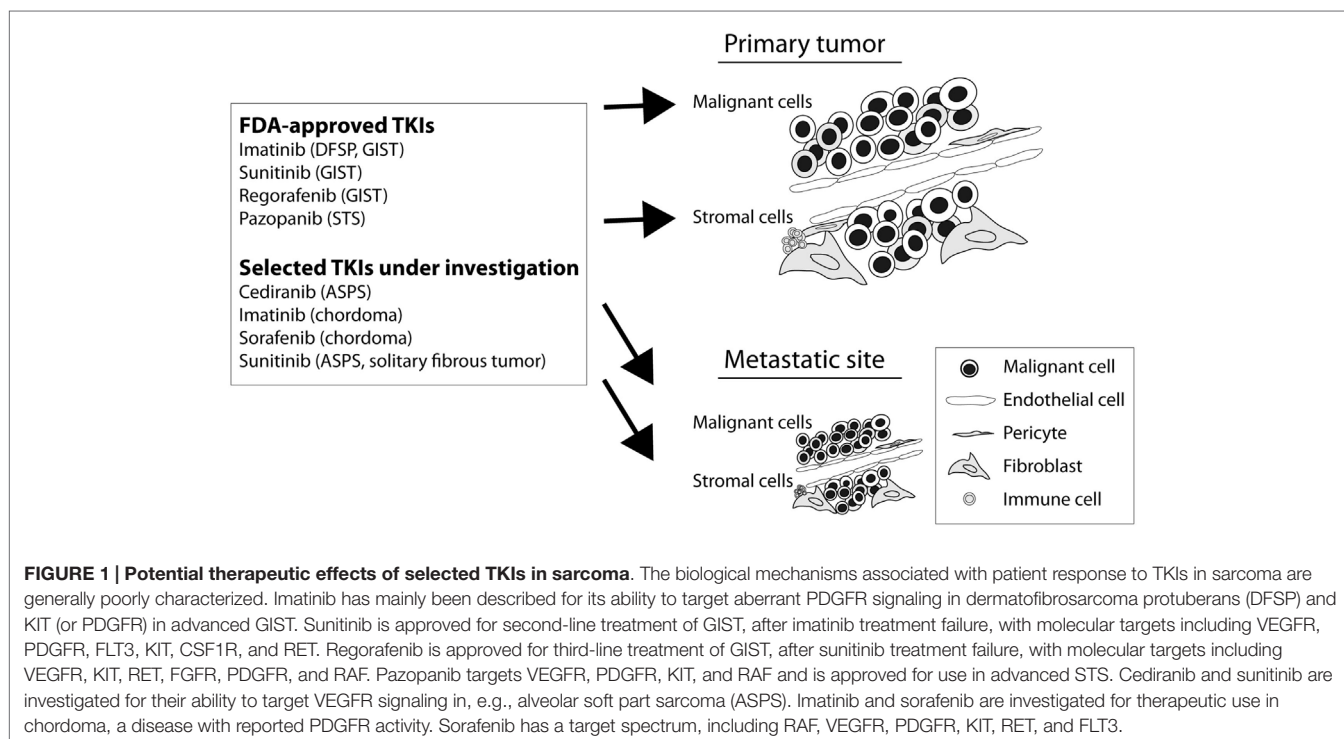 Primary tumor
Malignant cells
Stromal cells
FDA-approved TKIs
Imatinib (DFSP, GIST)
Sunitinib (GIST)
Regorafenib (GIST)
Pazopanib (STS)
Selected TKIs under investigation
Cediranib (ASPS)
Imatinib (chordoma)
Sorafenib (chordoma)
Sunitinib (ASPS, solitary fibrous tumor)
Metastatic site
Malignant cells
Stromal cells
Malignant cell
Endothelial cell
Pericyte
Fibroblast
Immune cell
FIGURE 1 | Potential therapeutic effects of selected TKIs in sarcoma. The biological mechanisms associated with patient response to TKIs in sarcoma are
generally poorly characterized. Imatinib has mainly been described for its ability to target aberrant PDGFR signaling in dermatofibrosarcoma protuberans (DFSP) and
KIT (or PDGFR) in advanced GIST. Sunitinib is approved for second-line treatment of GIST, after imatinib treatment failure, with molecular targets including VEGFR,
PDGFR, FLT3, KIT, CSF1R, and RET. Regorafenib is approved for third-line treatment of GIST, after sunitinib treatment failure, with molecular targets including
VEGFR, KIT, RET, FGFR, PDGFR, and RAF. Pazopanib targets VEGFR, PDGFR, KIT, and RAF and is approved for use in advanced STS. Cediranib and sunitinib are
investigated for their ability to target VEGFR signaling in, e.g., alveolar soft part sarcoma (ASPS). Imatinib and sorafenib are investigated for therapeutic use in
chordoma, a disease with reported PDGFR activity. Sorafenib has a target spectrum, including RAF, VEGFR, PDGFR, KIT, RET, and FLT3.